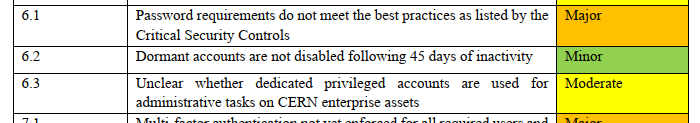 6.1 Password requirements do not meet the best practices as listed by the Major
Critical Security Controls
6.2 Dormant accounts are not disabled following 45 days of inactivity Minor
6.3 Unclear whether dedicated privileged accounts are used for Moderate
administrative tasks on CERN enterprise assets
7.1 Multi-factor authentication not yet enforced for all required users and Major